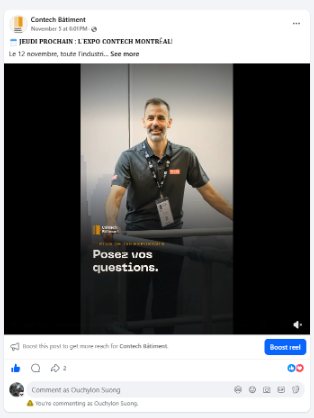 Contech Bâtiment
November 5 at 8:01 PM
JEUDI PROCHAIN : L'EXPO CONTECH MONTRÉAL!
Le 12 novembre, toute l'industri... See more
Contech
Bâtiment
Posez vos
questions.
Boost this post to get more reach for Contech Bâtiment.
Boost reel
2
Comment as Ouchylon Suong
You're commenting as Ouchylon Suong.